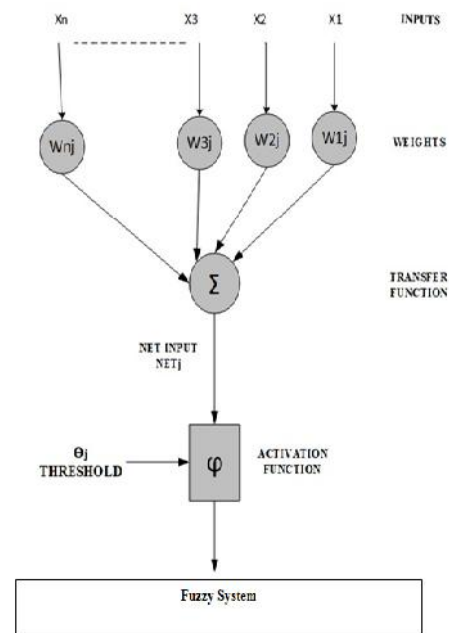 Xn X3 X2 X1 INPUTS
Wnj W3j W2j W1j WEIGHTS
Σ
TRANSFER
FUNCTION
NET INPUT
NETj
θj
THRESHOLD
φ
ACTIVATION
FUNCTION
Fuzzy System